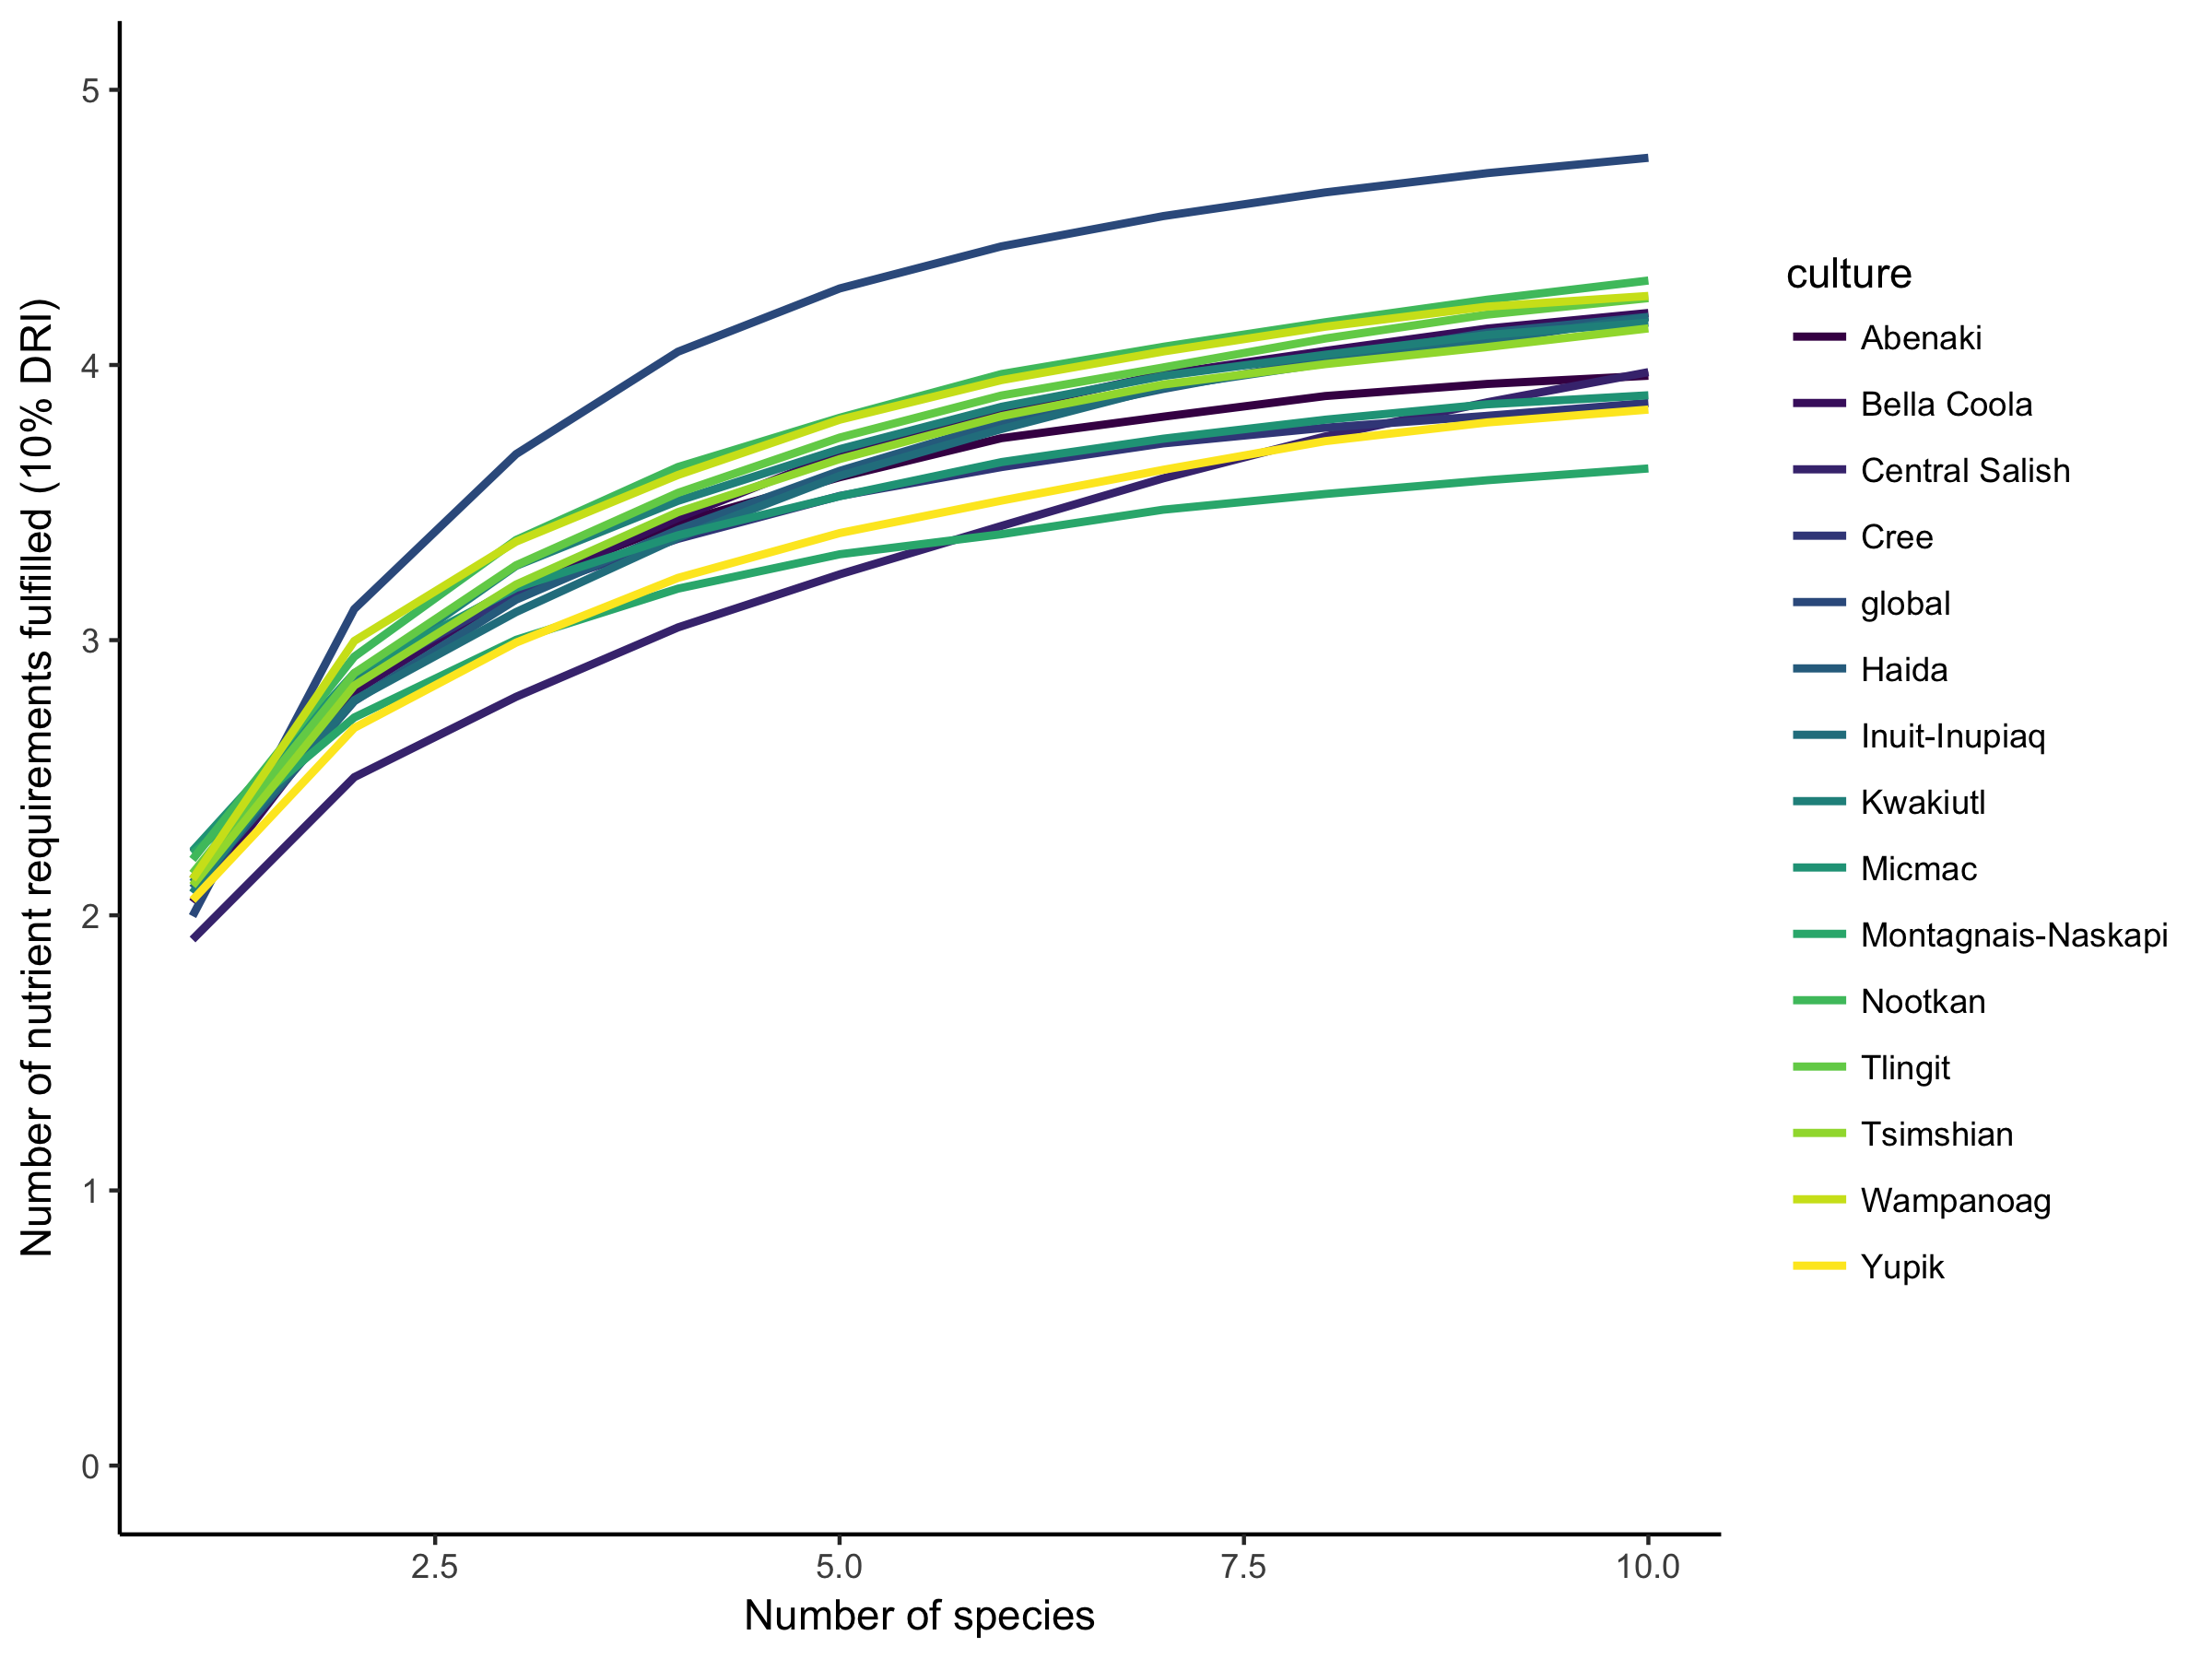 Number of nutrient requirements fulfilled (10% DRI)
5
4
3
2
1
0
2.5
5.0
7.5
10.0
Number of species
culture
Abenaki
Bella Coola
Central Salish
Cree
global
Haida
Inuit-Inupiaq
Kwakiutl
Micmac
Montagnais-Naskapi
Nootkan
Tlingit
Tsimshian
Wampanoag
Yupik